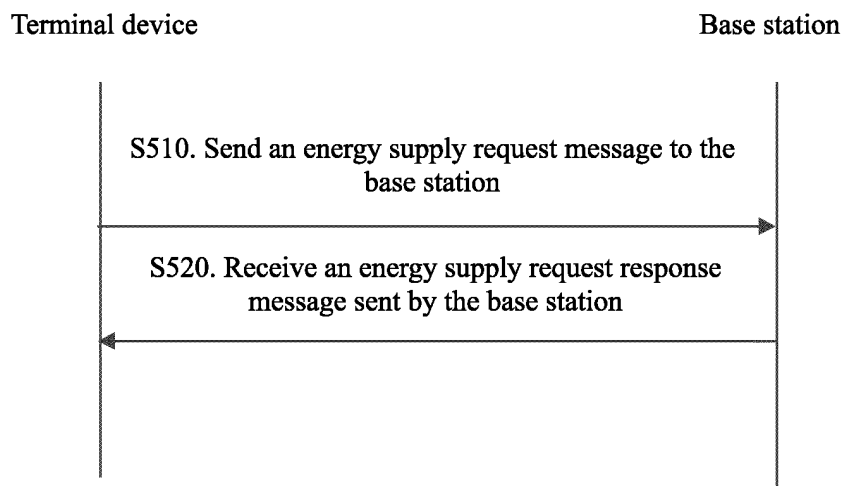 Terminal device
Base station
S510. Send an energy supply request message to the
base station
S520. Receive an energy supply request response
message sent by the base station